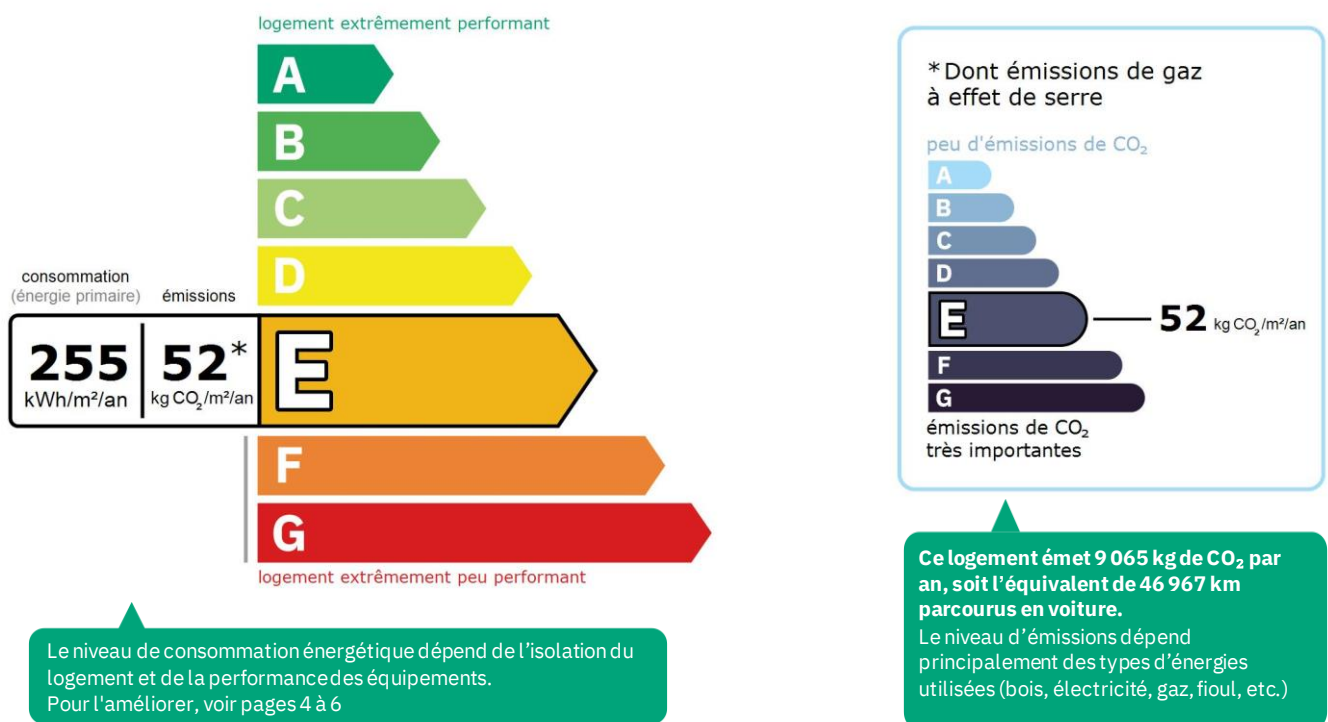 logement extrêmement performant
A
B
C
D
consommation
(énergie primaire)
émissions
255
kWh/m²/an
52*
kg CO₂/m²/an
E
F
G
logement extrêmement peu performant
Le niveau de consommation énergétique dépend de l'isolation du
logement et de la performance des équipements.
Pour l'améliorer, voir pages 4 à 6
*Dont émissions de gaz
à effet de serre
peu d'émissions de CO₂
A
B
C
D
E
52 kg CO₂/m²/an
F
G
émissions de CO₂
très importantes
Ce logement émet 9 065 kg de CO₂ par
an, soit l’équivalent de 46 967 km
parcourus en voiture.
Le niveau d’émissions dépend
principalement des types d’énergies
utilisées (bois, électricité, gaz, fioul, etc.)